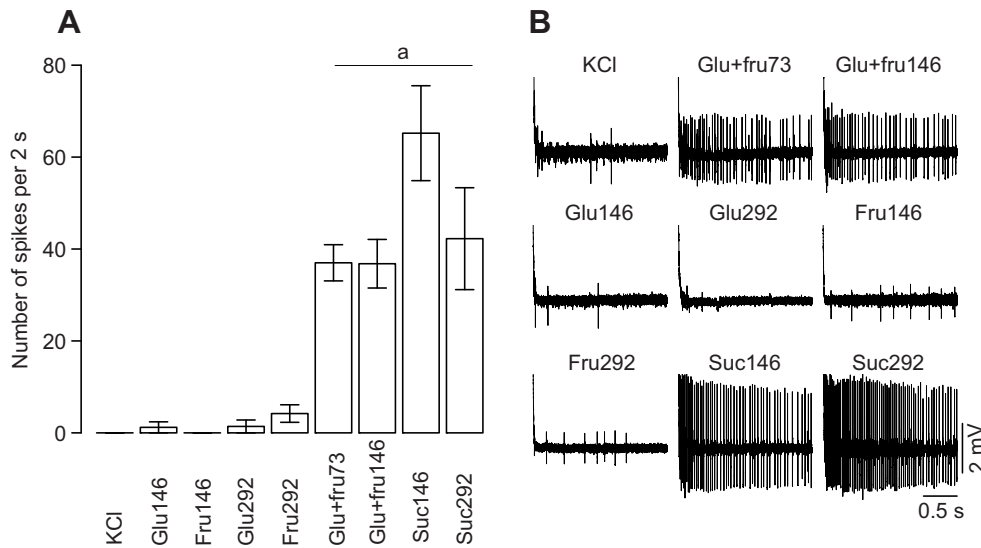 A
B
a
80
60
40
20
0
Number of spikes per 2 s
KCl
Glu146
Fru146
Glu292
Fru292
Glu+fru73
Glu+fru146
Suc146
Suc292
KCl
Glu+fru73
Glu+fru146
Glu146
Glu292
Fru146
Fru292
Suc146
Suc292
2 mV
0.5 s